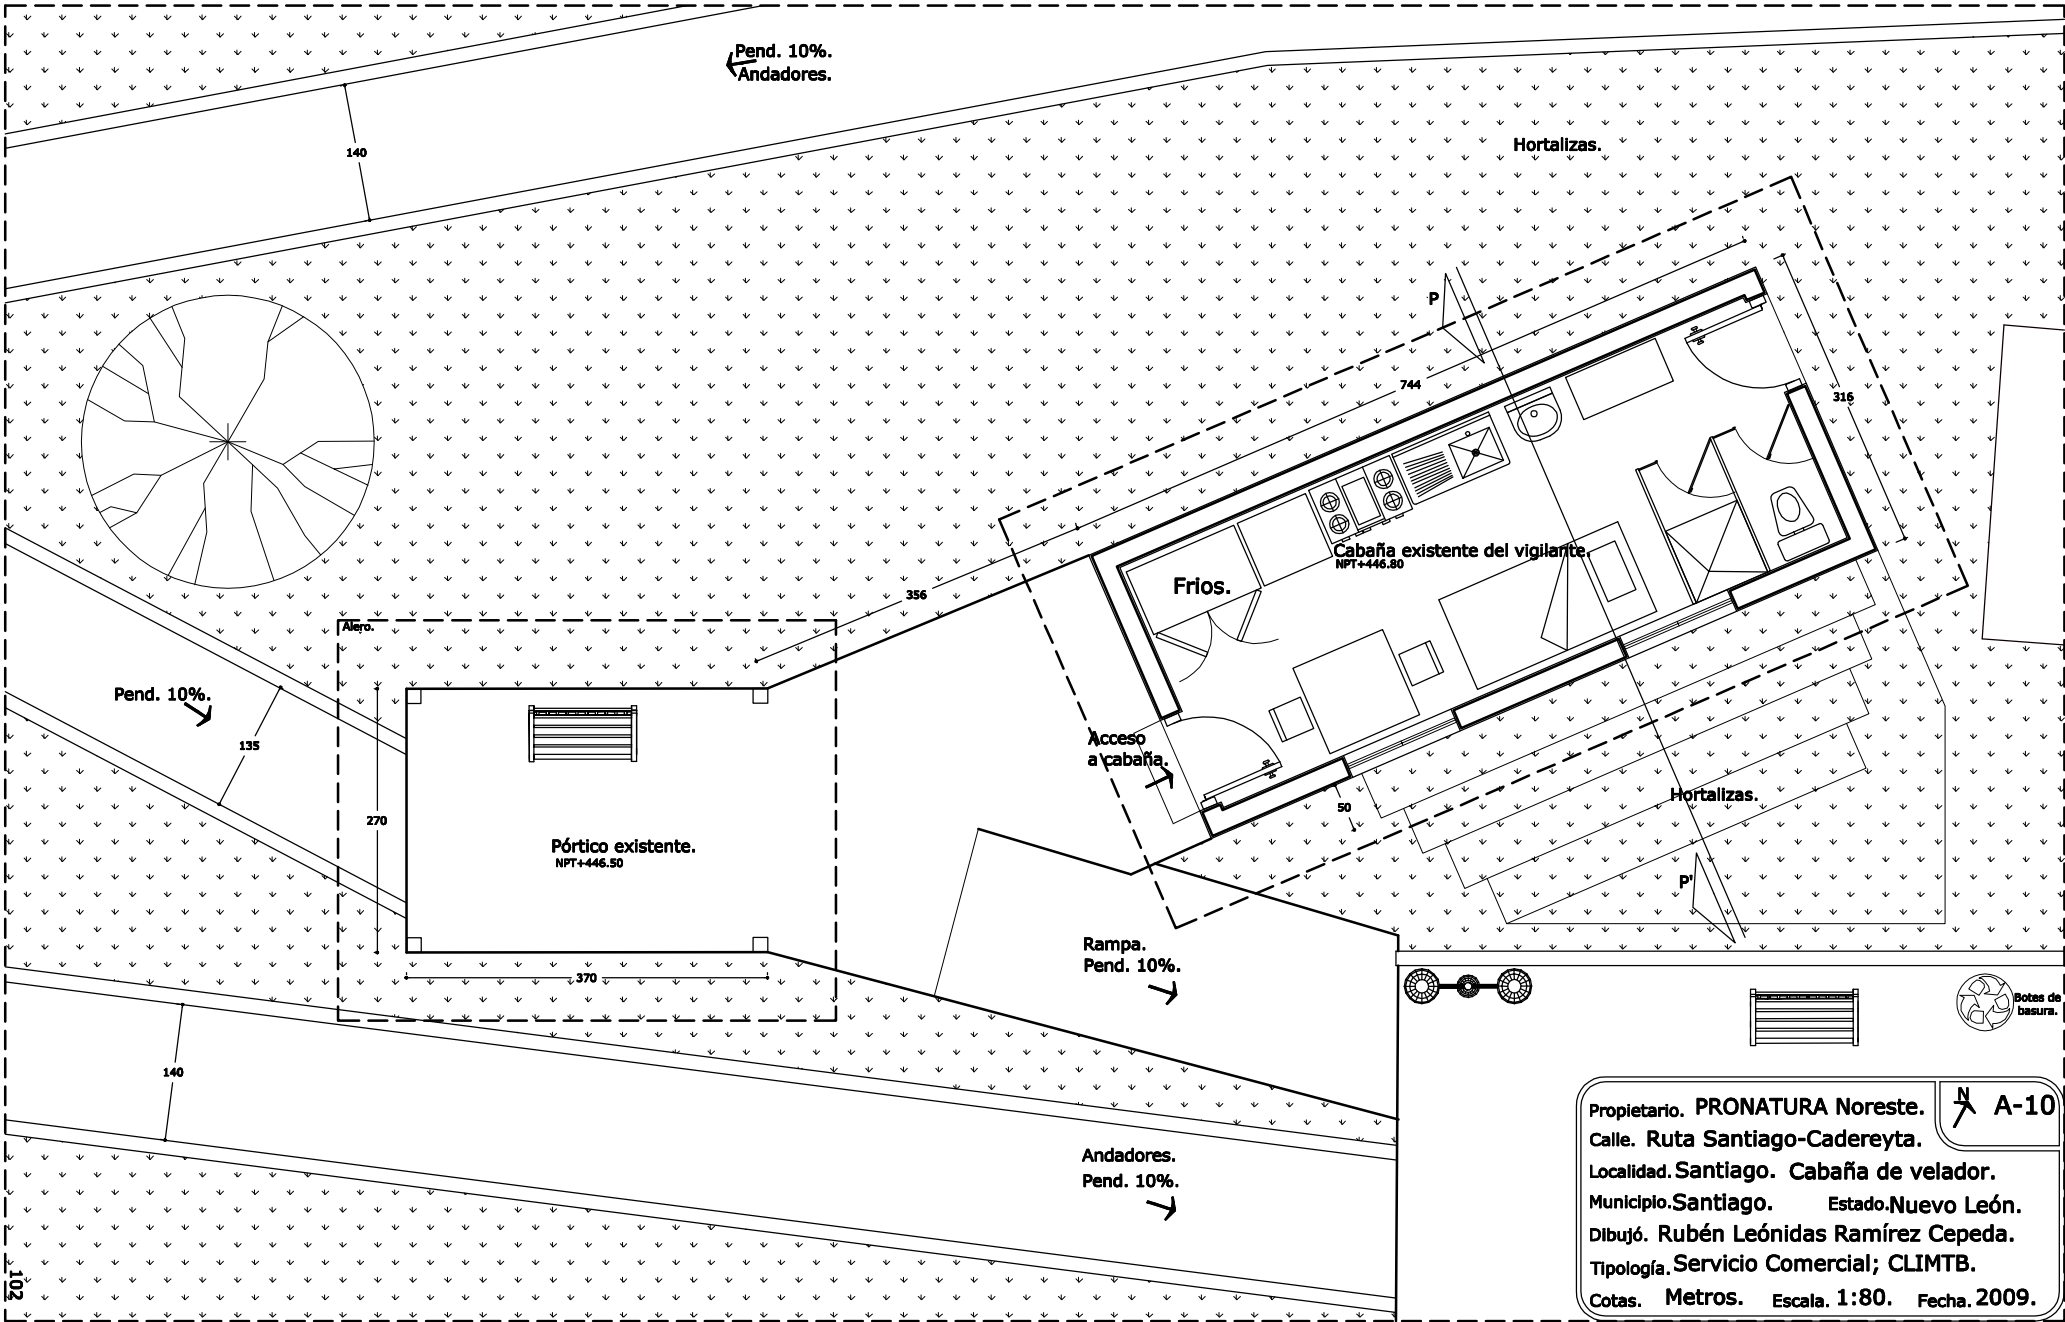 Pend. 10%.
Andadores.
140
Hortalizas.
P
744
316
Cabaña existente del vigilante.
NPT+446.80
Frios.
356
Alero.
Pend. 10%.
135
270
Pórtico existente.
NPT+446.50
370
Acceso
a cabaña.
50
Hortalizas.
P'
Rampa.
Pend. 10%.
Botes de
basura.
140
Andadores.
Pend. 10%.
102
N
A-10
Propietario. PRONATURA Noreste.
Calle. Ruta Santiago-Cadereyta.
Localidad. Santiago. Cabaña de velador.
Municipio. Santiago. Estado. Nuevo León.
Dibujó. Rubén Leónidas Ramírez Cepeda.
Tipología. Servicio Comercial; CLIMTB.
Cotas. Metros. Escala. 1:80. Fecha. 2009.